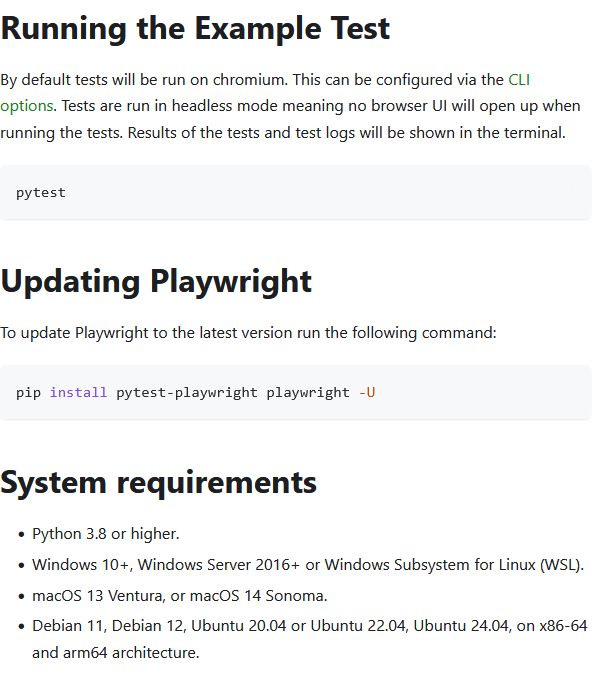 Running the Example Test
By default tests will be run on chromium. This can be configured via the CLI
options. Tests are run in headless mode meaning no browser UI will open up when
running the tests. Results of the tests and test logs will be shown in the terminal.
pytest
Updating Playwright
To update Playwright to the latest version run the following command:
pip install pytest-playwright playwright -U
System requirements
• Python 3.8 or higher.
• Windows 10+, Windows Server 2016+ or Windows Subsystem for Linux (WSL).
• macOS 13 Ventura, or macOS 14 Sonoma.
• Debian 11, Debian 12, Ubuntu 20.04 or Ubuntu 22.04, Ubuntu 24.04, on x86-64
and arm64 architecture.